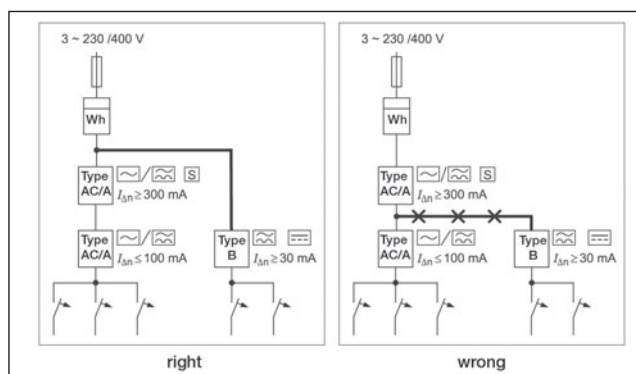 3 ~ 230 /400 V
Wh
Type
AC/A
S
IΔn ≥ 300 mA
Type
AC/A
IΔn ≤ 100 mA
Type
B
IΔn ≥ 30 mA
right
3 ~ 230 /400 V
Wh
Type
AC/A
S
IΔn ≥ 300 mA
Type
AC/A
IΔn ≤ 100 mA
Type
B
IΔn ≥ 30 mA
wrong